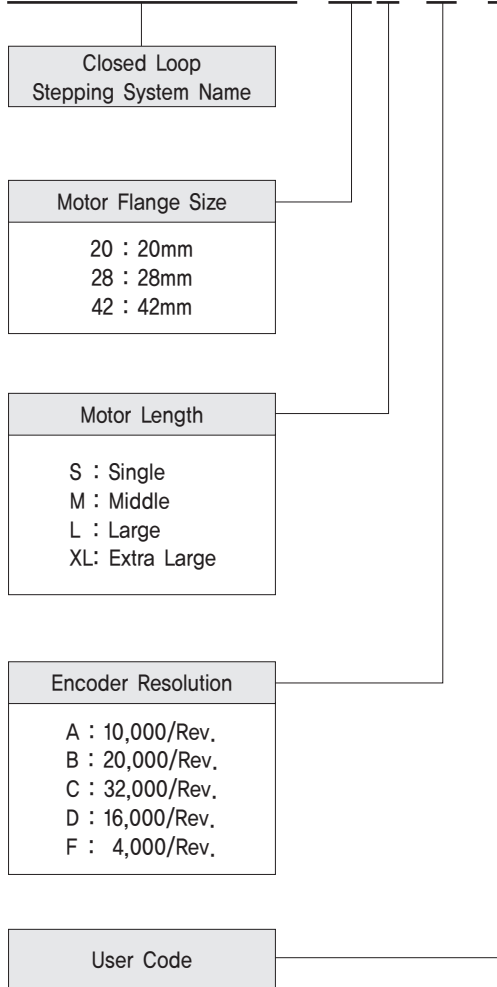 Closed Loop
Stepping System Name
Motor Flange Size
20 : 20mm
28 : 28mm
42 : 42mm
Motor Length
S : Single
M : Middle
L : Large
XL: Extra Large
Encoder Resolution
A : 10,000/Rev.
B : 20,000/Rev.
C : 32,000/Rev.
D : 16,000/Rev.
F : 4,000/Rev.
User Code